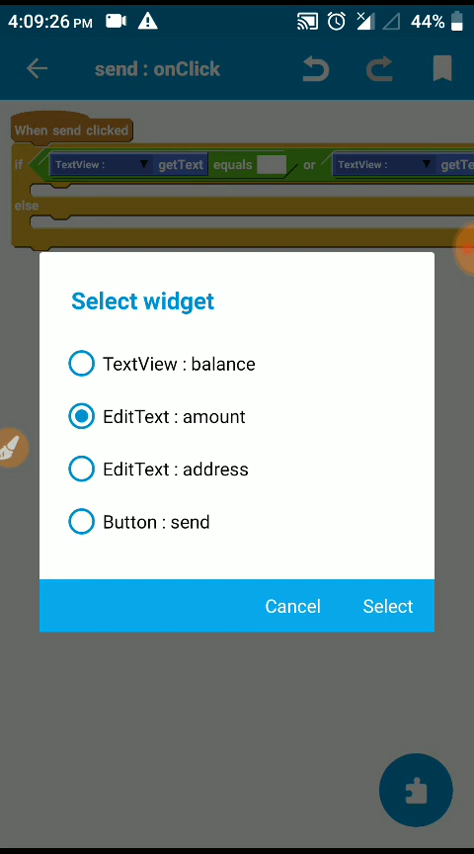 4:09:26 PM 44%
send : onClick
When send clicked
if TextView : getText equals or TextView : getTe
else
Select widget
TextView : balance
EditText : amount
EditText : address
Button : send
Cancel Select